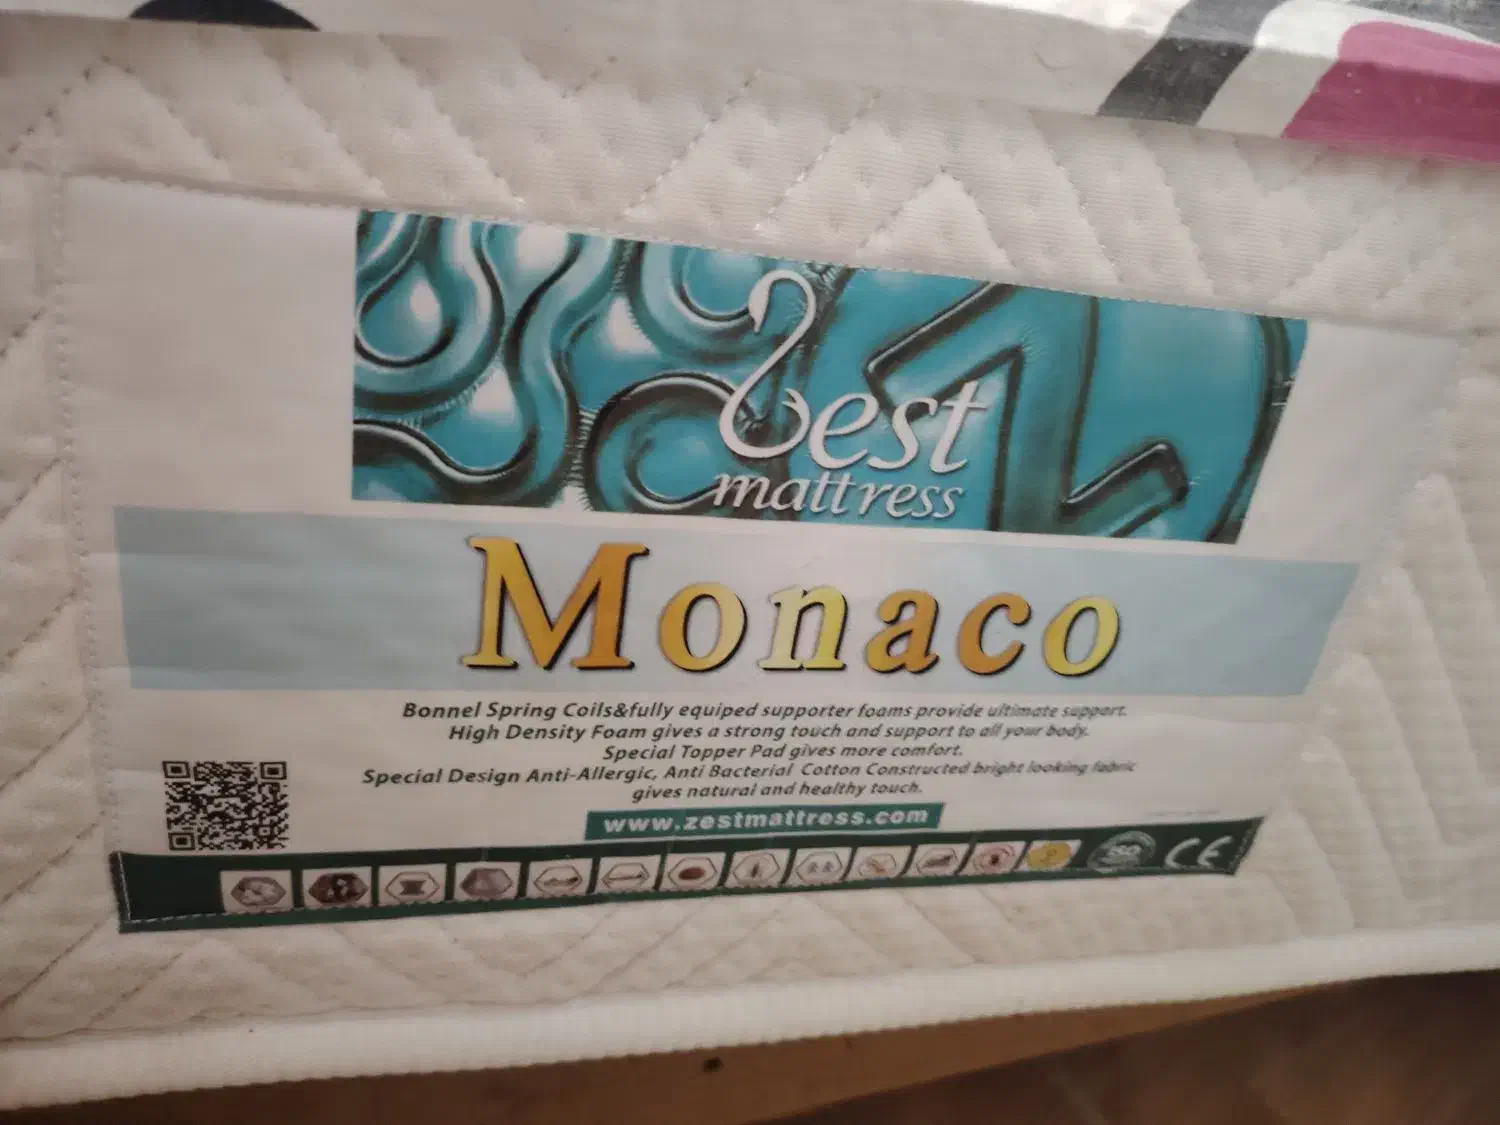 Zest
mattress
Monaco
Bonnel Spring Coils&fully equiped supporter foams provide ultimate support.
High Density Foam gives a strong touch and support to all your body.
Special Topper Pad gives more comfort.
Special Design Anti-Allergic, Anti Bacterial Cotton Constructed bright looking fabric
gives natural and healthy touch.
www.zestmattress.com
ISO
CE